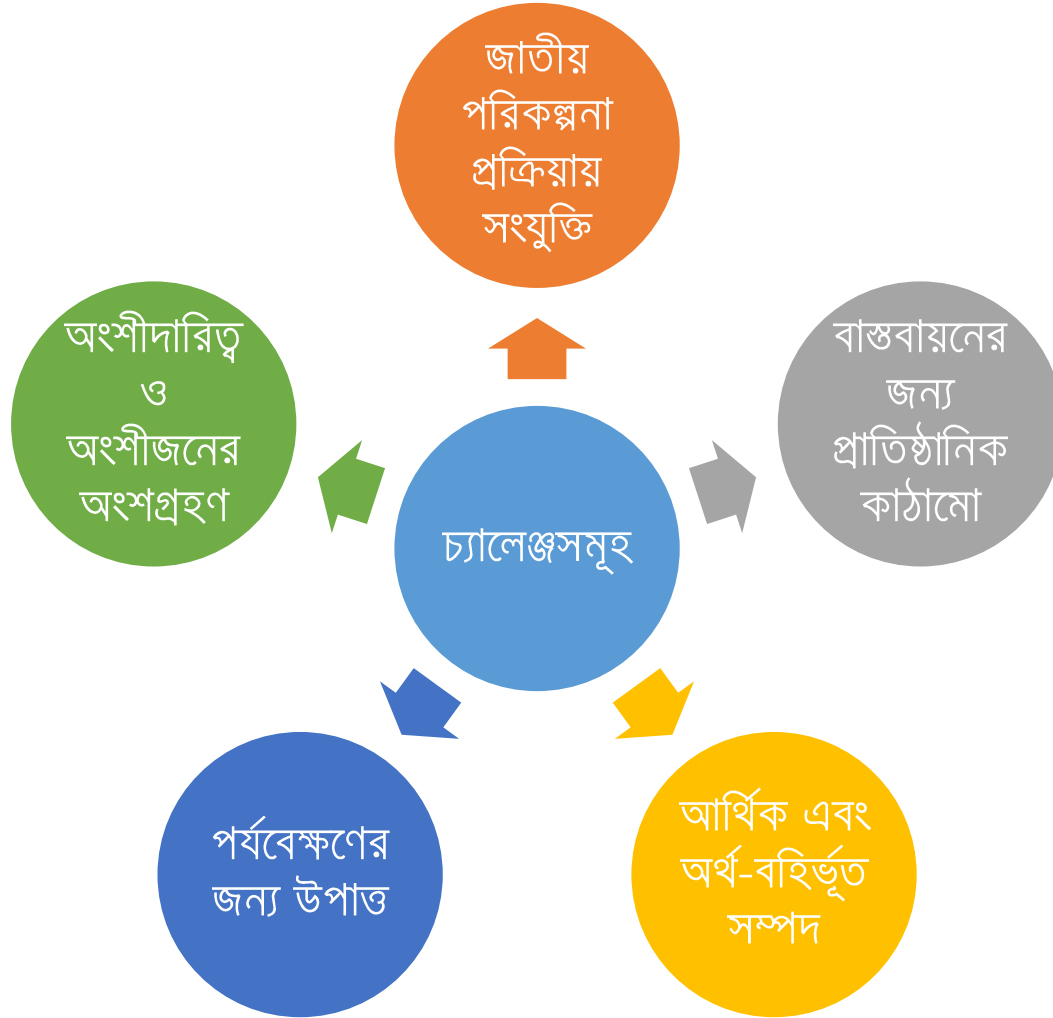 জাতীয়
পরিকল্পনা
প্রক্রিয়ায়
সংযুক্তি
বাস্তবায়নের
জন্য
প্রাতিষ্ঠানিক
কাঠামো
আর্থিক এবং
অর্থ-বহির্ভূত
সম্পদ
পর্যবেক্ষণের
জন্য উপাত্ত
অংশীদারিত্ব
ও
অংশীজনের
অংশগ্রহণ
চ্যালেঞ্জসমূহ